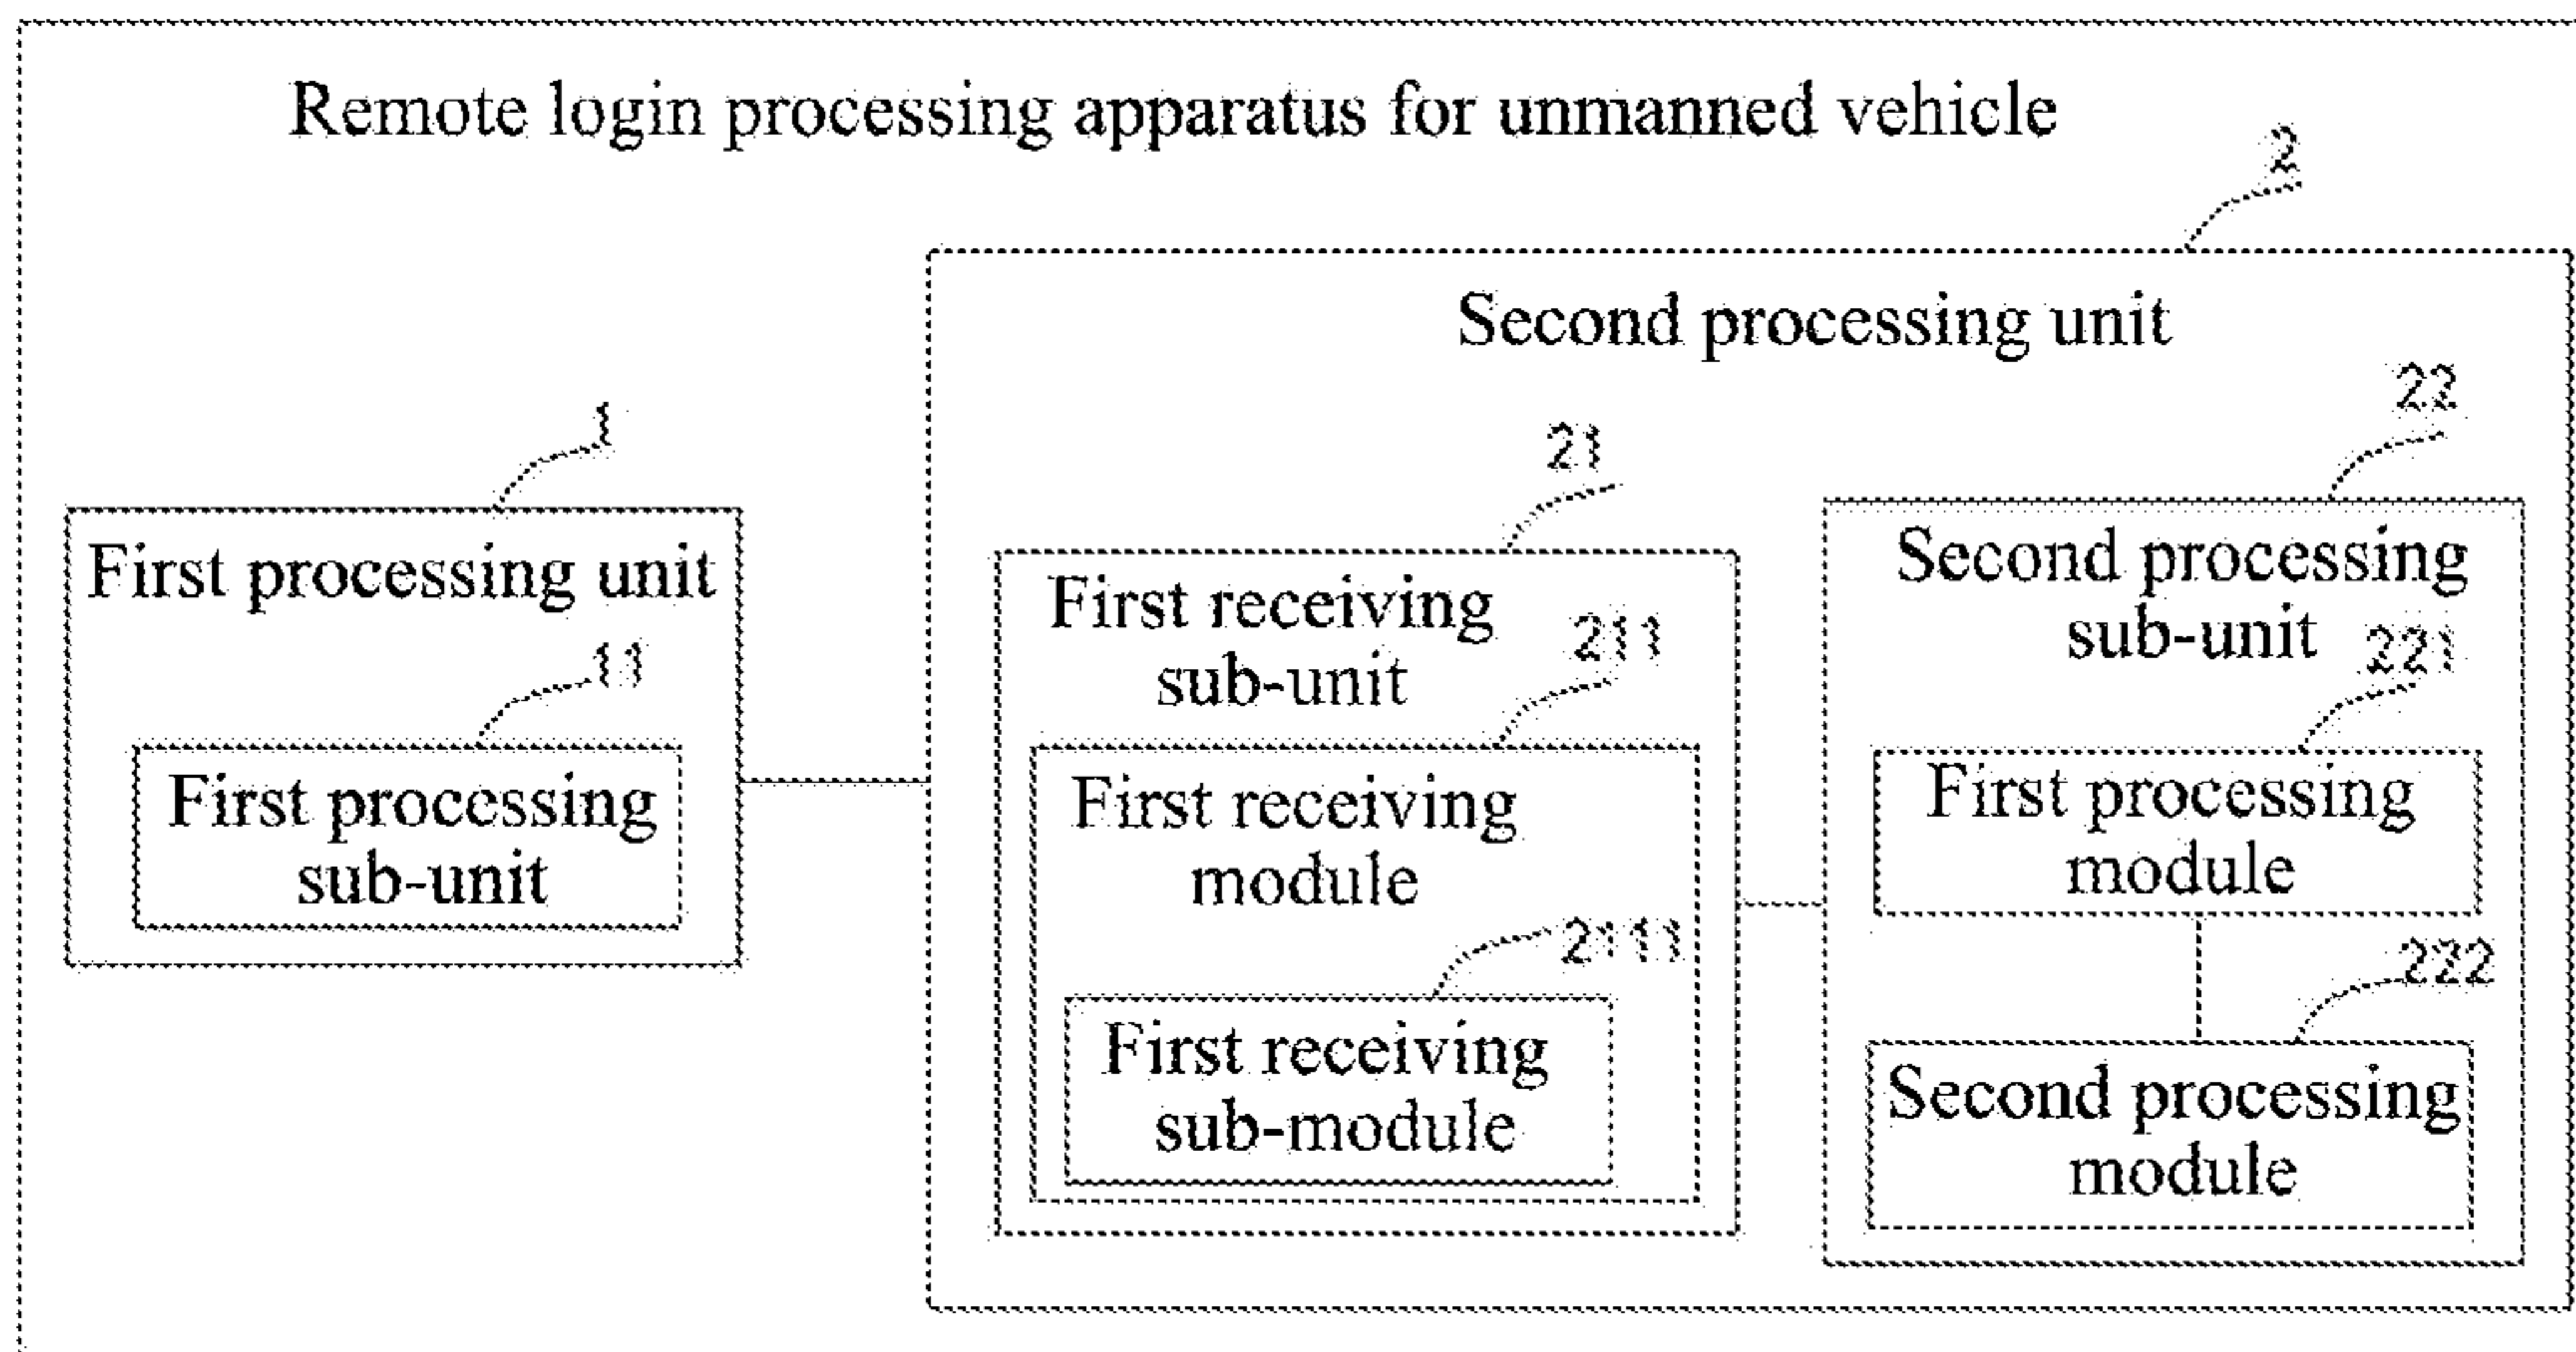 Remote login processing apparatus for unmanned vehicle
2
Second processing unit
1
First processing unit
11
First processing
sub-unit
21
First receiving
sub-unit
211
First receiving
module
2111
First receiving
sub-module
22
Second processing
sub-unit
221
First processing
module
222
Second processing
module